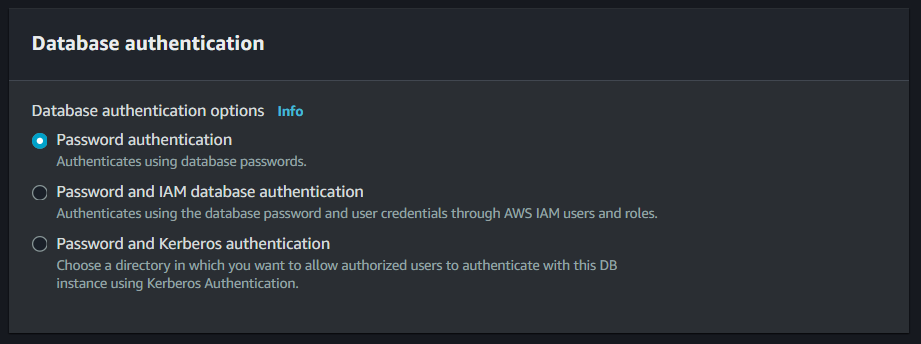 Database authentication
Database authentication options Info
Password authentication
Authenticates using database passwords.
Password and IAM database authentication
Authenticates using the database password and user credentials through AWS IAM users and roles.
Password and Kerberos authentication
Choose a directory in which you want to allow authorized users to authenticate with this DB
instance using Kerberos Authentication.